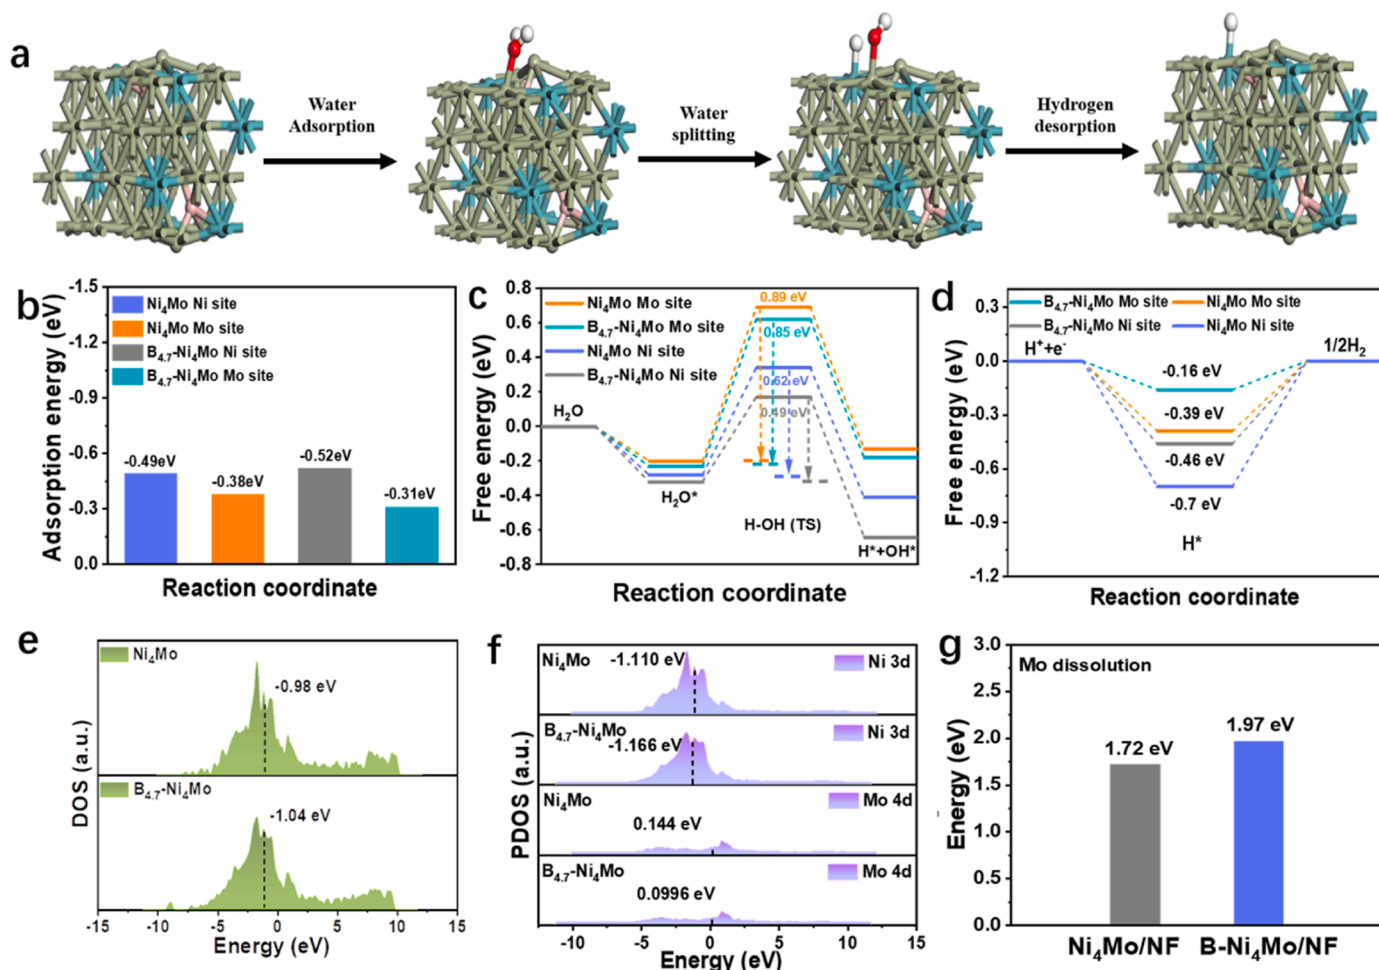 a
Water
Adsorption
Water
splitting
Hydrogen
desorption
b
Adsorption energy (eV)
-1.5
-1.2
-0.9
-0.6
-0.3
0.0
Ni₄Mo Ni site
Ni₄Mo Mo site
B₄.₇-Ni₄Mo Ni site
B₄.₇-Ni₄Mo Mo site
-0.49eV
-0.38eV
-0.52eV
-0.31eV
Reaction coordinate
c
Free energy (eV)
0.8
0.6
0.4
0.2
0.0
-0.2
-0.4
-0.6
-0.8
Ni₄Mo Mo site
B₄.₇-Ni₄Mo Mo site
Ni₄Mo Ni site
B₄.₇-Ni₄Mo Ni site
0.89 eV
0.85eV
0.62eV
0.49eV
H₂O
H₂O*
H-OH (TS)
H*+OH*
Reaction coordinate
d
Free energy (eV)
0.3
0.0
-0.3
-0.6
-0.9
-1.2
B₄.₇-Ni₄Mo Mo site
Ni₄Mo Mo site
B₄.₇-Ni₄Mo Ni site
Ni₄Mo Ni site
H⁺+e⁻
1/2H₂
-0.16 eV
-0.39 eV
-0.46 eV
-0.7 eV
H*
Reaction coordinate
e
DOS (a.u.)
Ni₄Mo
-0.98 eV
B₄.₇-Ni₄Mo
-1.04 eV
-15 -10 -5 0 5 10 15
Energy (eV)
f
PDOS (a.u.)
Ni₄Mo
-1.110 eV
Ni 3d
B₄.₇-Ni₄Mo
-1.166 eV
Ni 3d
Ni₄Mo
0.144 eV
Mo 4d
B₄.₇-Ni₄Mo
0.0996 eV
Mo 4d
-10 -5 0 5 10 15
Energy (eV)
g
Energy (eV)
3.0
2.5
2.0
1.5
1.0
0.5
0.0
Mo dissolution
1.72 eV
1.97 eV
Ni₄Mo/NF B-Ni₄Mo/NF